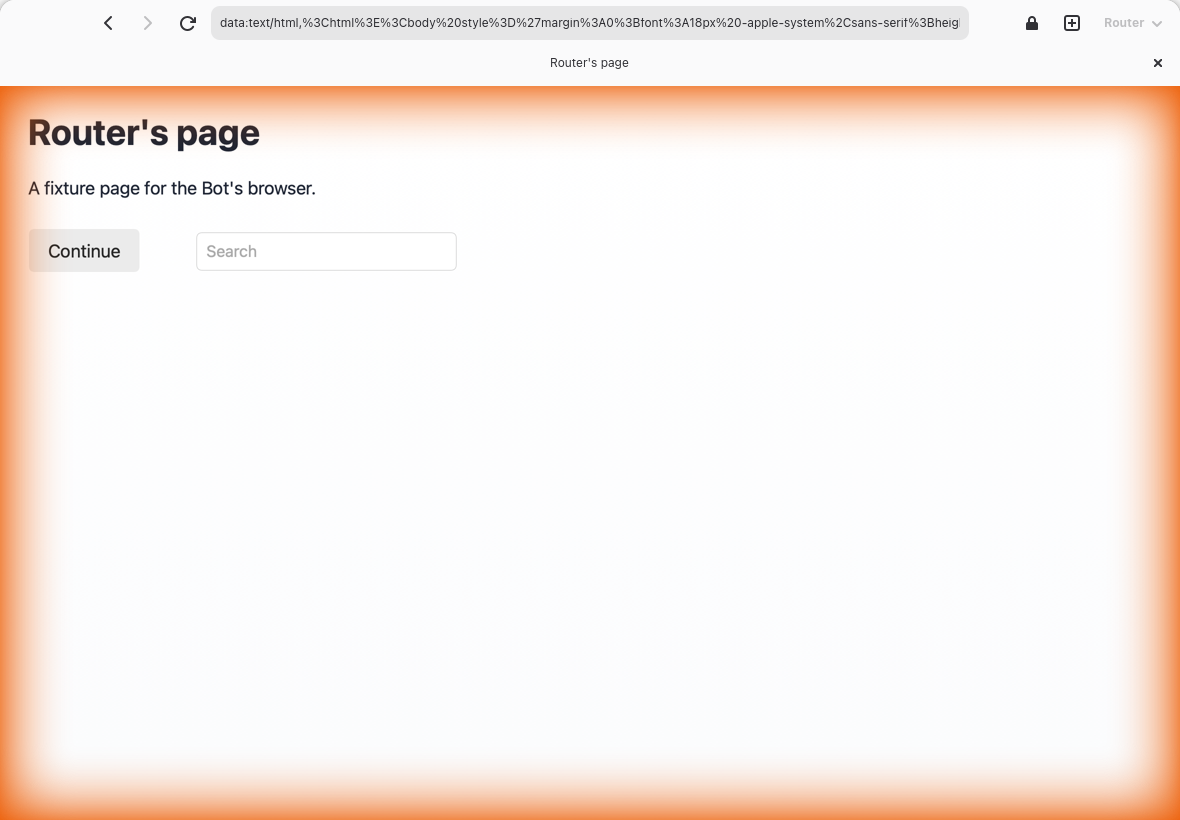 data:text/html,%3Chtml%3E%3Cbody%20style%3D%27margin%3A0%3Bfont%3A18px%20-apple-system%2Csans-serif%3Bheig
Router
Router's page
Router's page
A fixture page for the Bot's browser.
Continue
Search